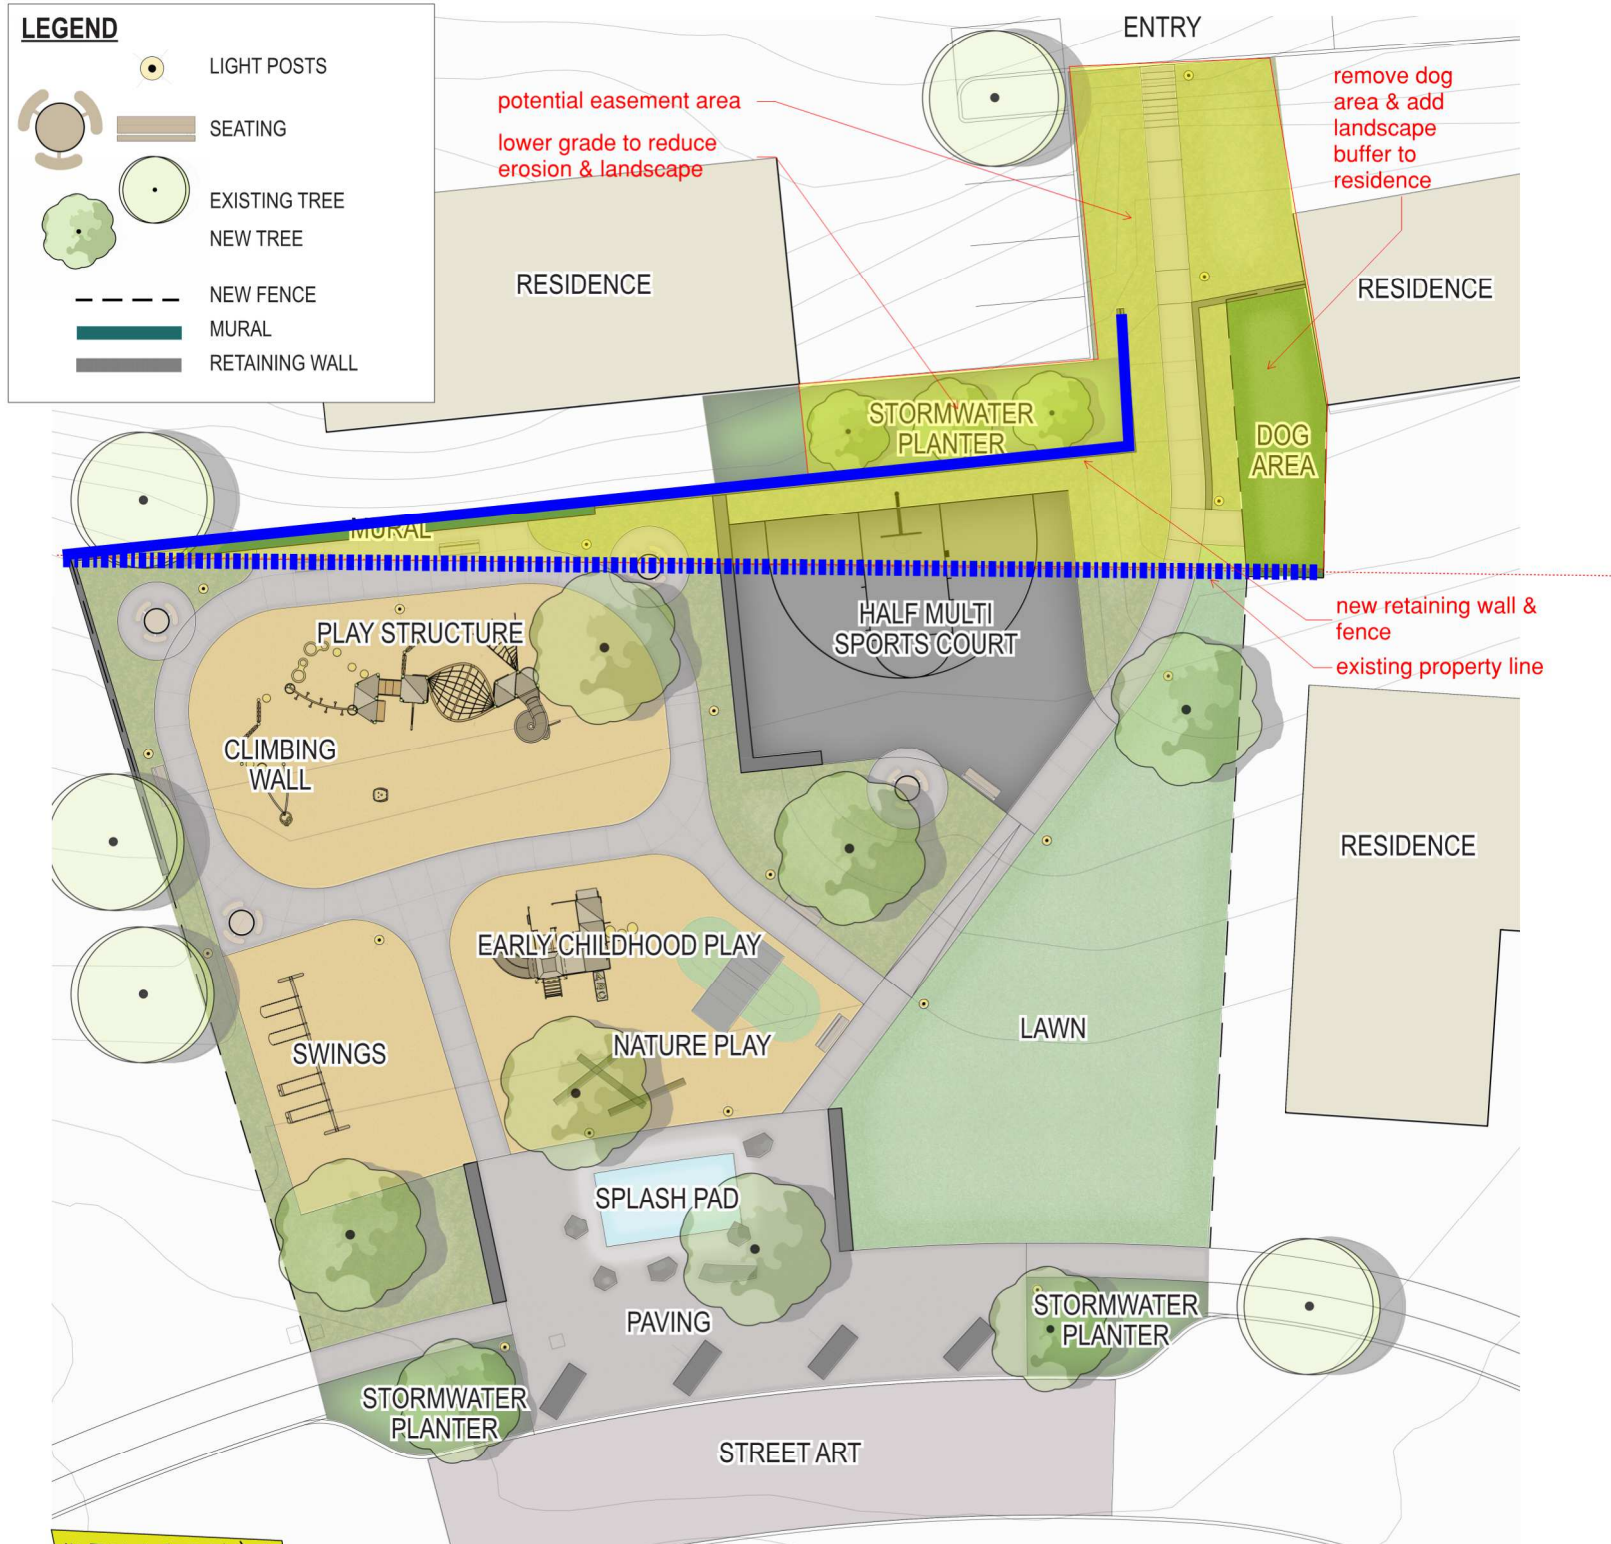 LEGEND
LIGHT POSTS
SEATING
EXISTING TREE
NEW TREE
NEW FENCE
MURAL
RETAINING WALL
ENTRY
potential easement area
lower grade to reduce
erosion & landscape
remove dog
area & add
landscape
buffer to
residence
RESIDENCE
RESIDENCE
STORMWATER
PLANTER
DOG
AREA
MURAL
PLAY STRUCTURE
HALF MULTI
SPORTS COURT
new retaining wall &
fence
existing property line
CLIMBING
WALL
RESIDENCE
EARLY CHILDHOOD PLAY
LAWN
NATURE PLAY
SWINGS
SPLASH PAD
PAVING
STORMWATER
PLANTER
STORMWATER
PLANTER
STREET ART